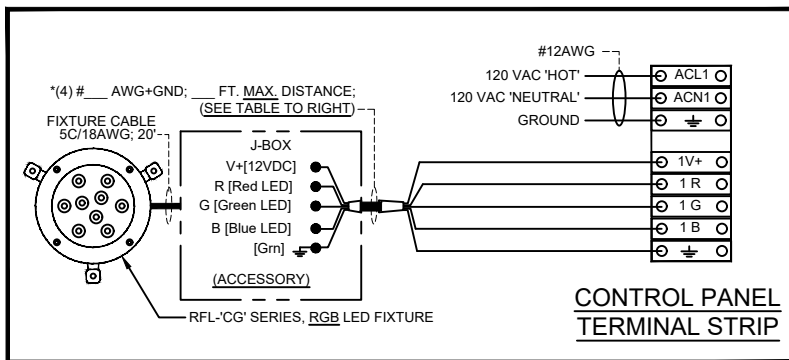 #12AWG
120 VAC 'HOT'
ACL1
*(4) #___ AWG+GND; ___ FT. MAX. DISTANCE;
(SEE TABLE TO RIGHT)
120 VAC 'NEUTRAL'
ACN1
GROUND
FIXTURE CABLE
5C/18AWG; 20'
J-BOX
V+[12VDC]
1V+
R [Red LED]
1 R
G [Green LED]
1 G
B [Blue LED]
1 B
[Grn]
(ACCESSORY)
RFL-'CG' SERIES, RGB LED FIXTURE
CONTROL PANEL
TERMINAL STRIP